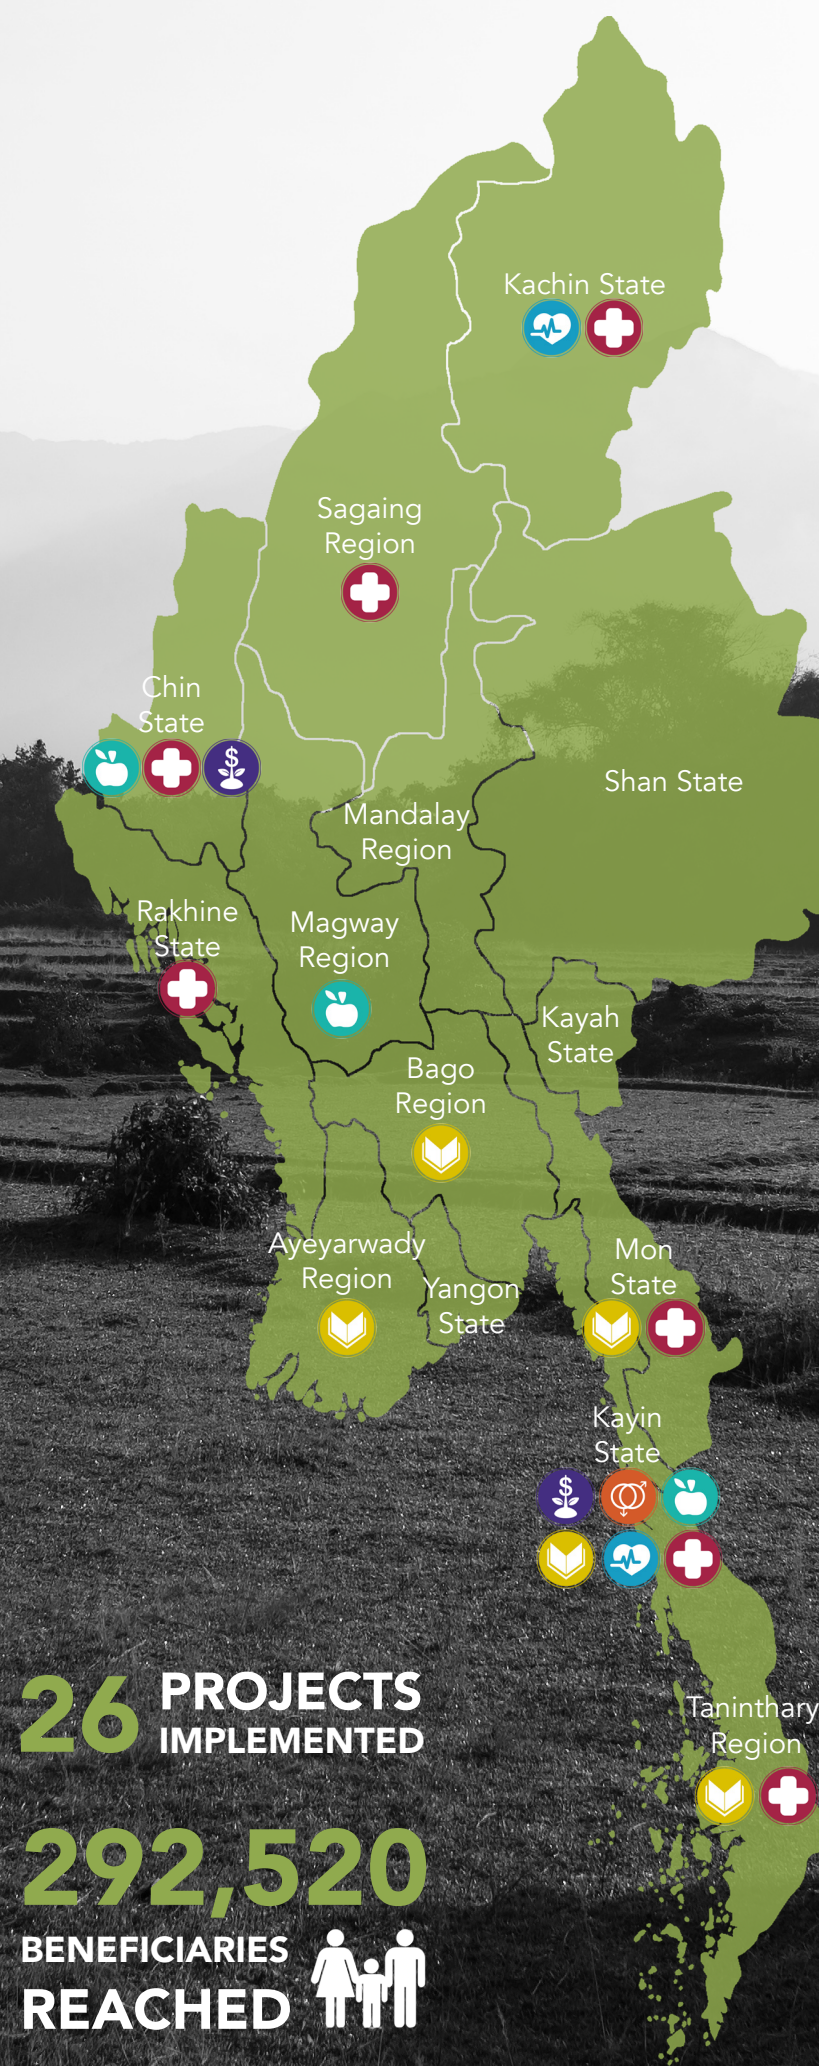 Kachin State
Sagaing
Region
Chin
State
Shan State
Mandalay
Region
Rakhine
State
Magway
Region
Kayah
State
Bago
Region
Ayeyarwady
Region
Yangon
State
Mon
State
Kayin
State
Taninthary
Region
26 PROJECTS
IMPLEMENTED
292,520
BENEFICIARIES
REACHED